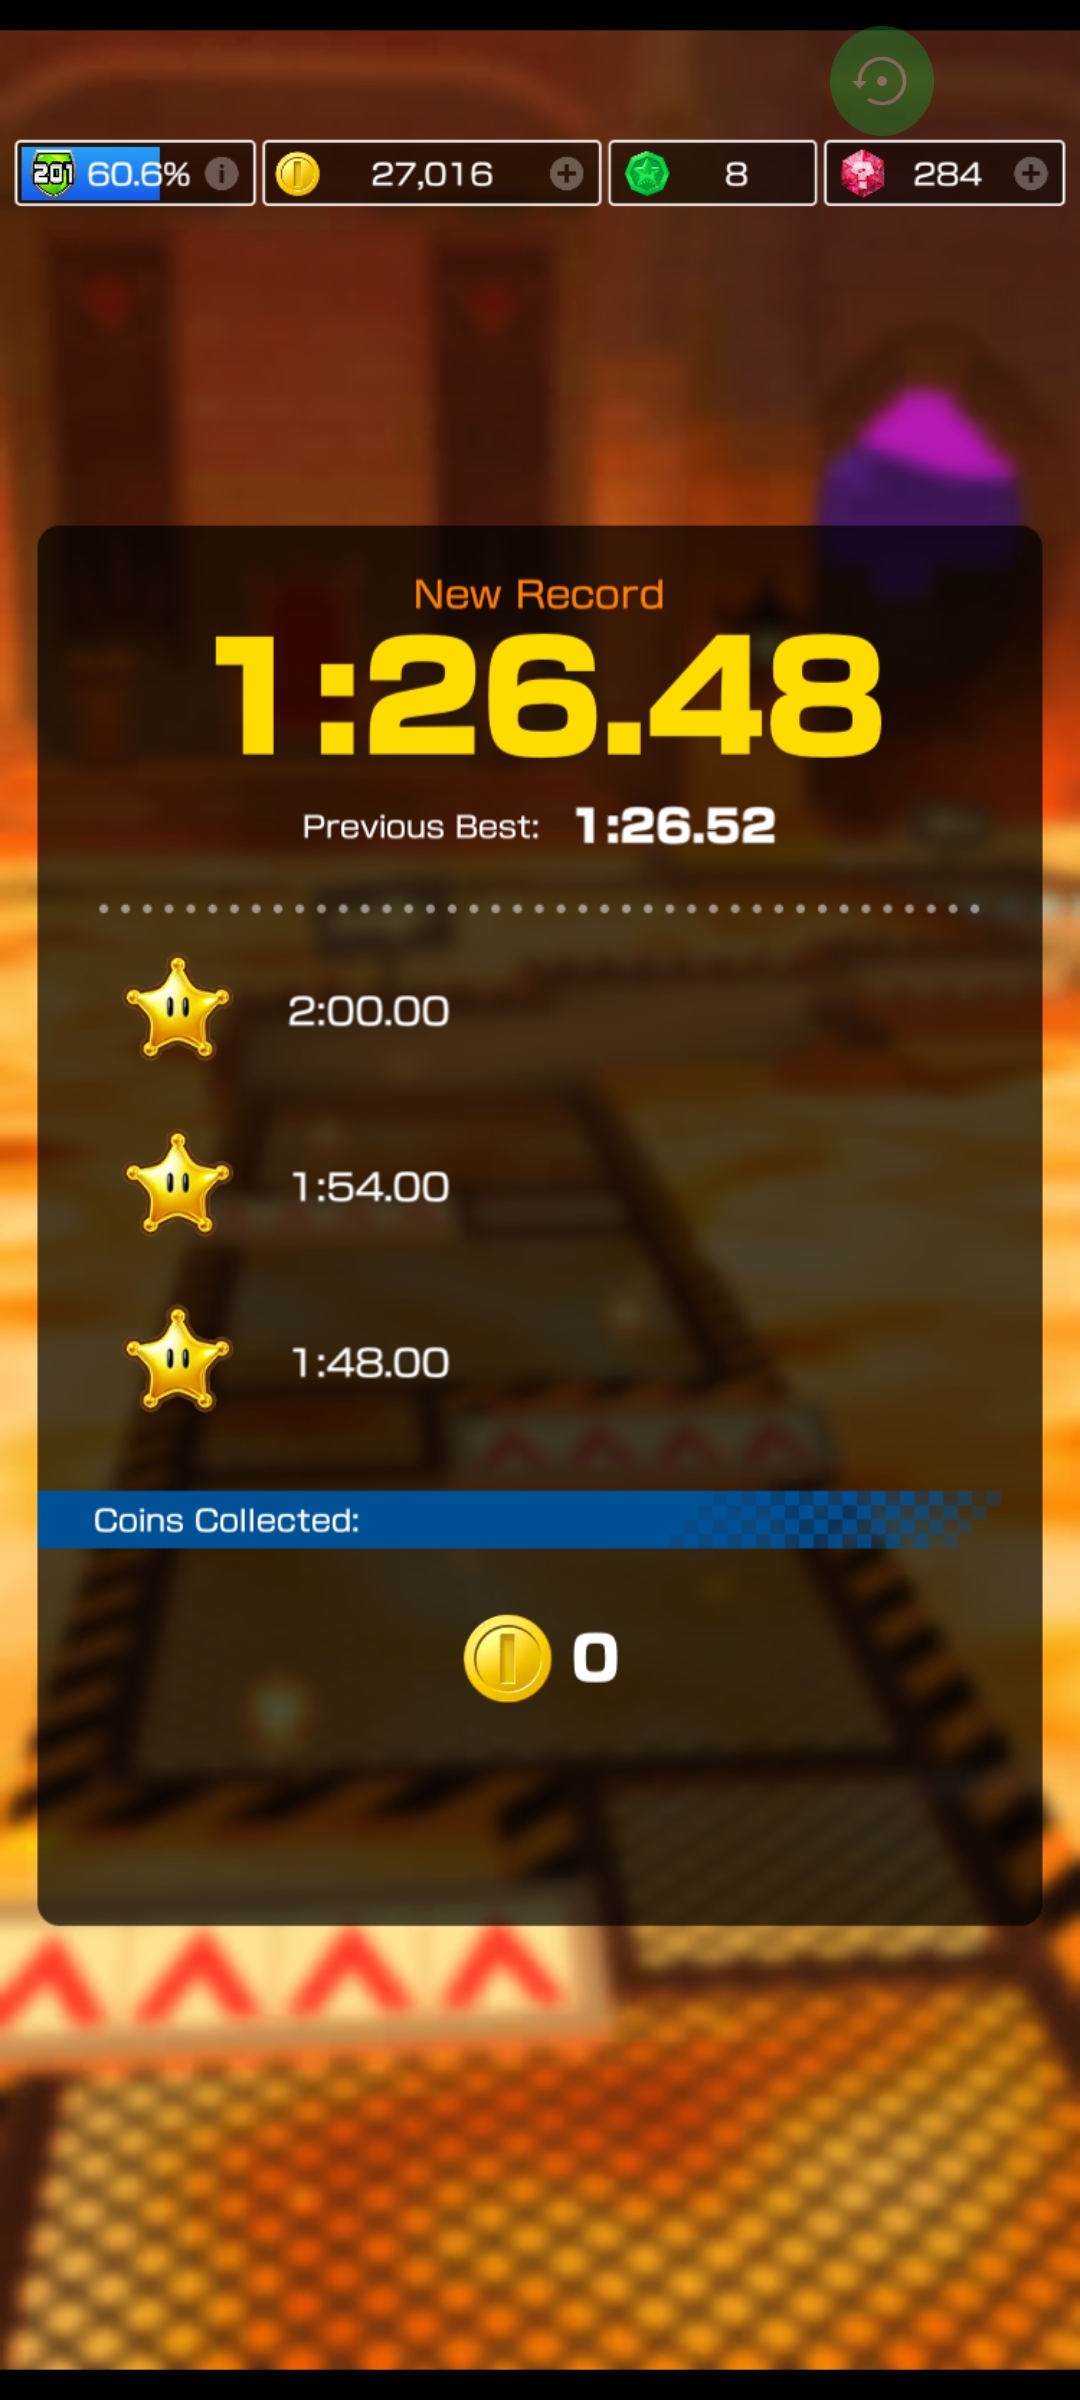 201 60.6% i 27,016 + 8 284 +
New Record
1:26.48
Previous Best: 1:26.52
2:00.00
1:54.00
1:48.00
Coins Collected:
0